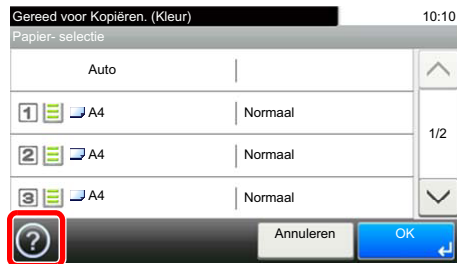 Gereed voor Kopiëren. (Kleur) 10:10
Papier- selectie
Auto
1 A4 Normaal
1/2
2 A4 Normaal
3 A4 Normaal
? Annuleren OK